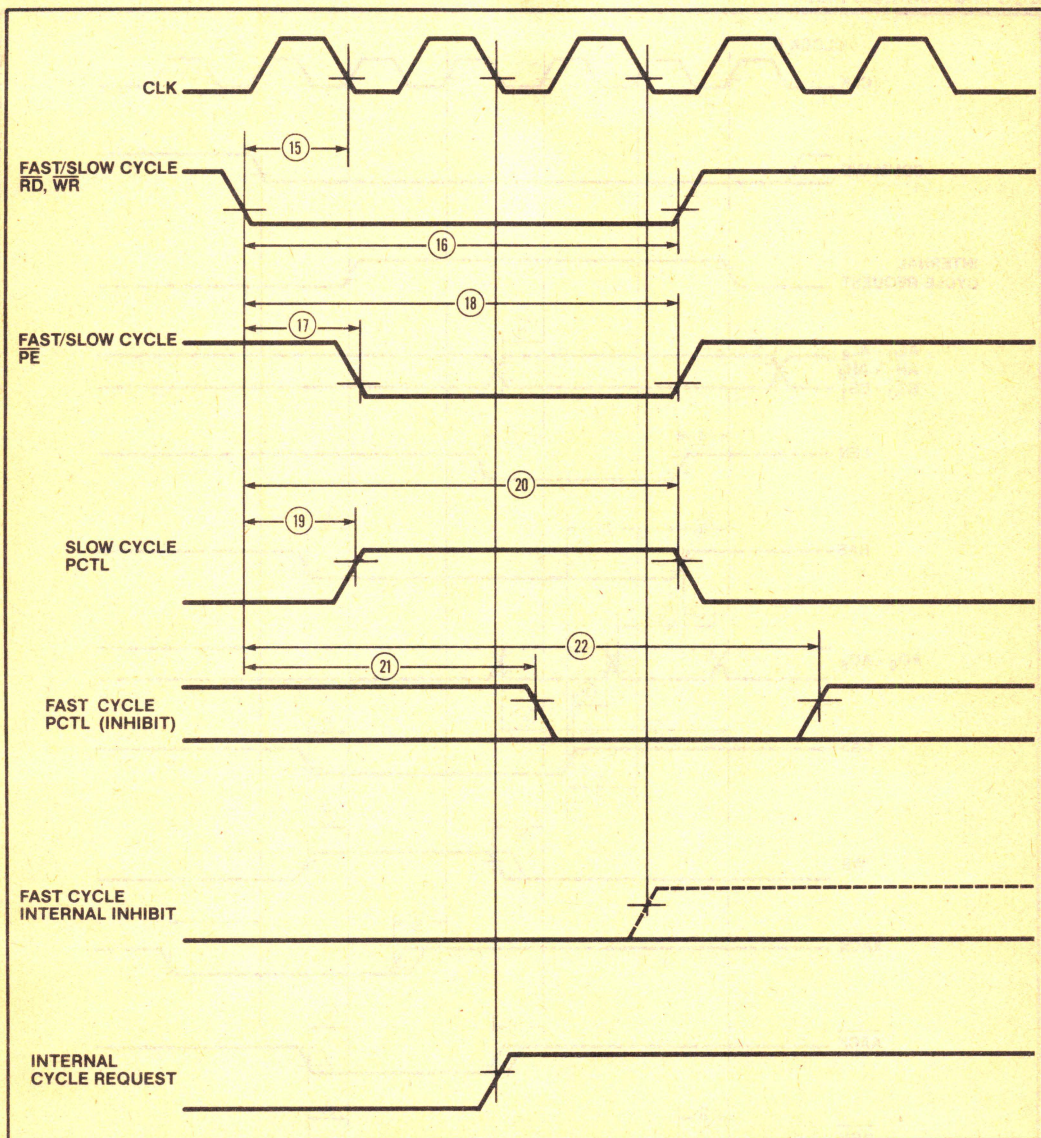 CLK
15
FAST/SLOW CYCLE
RD, WR
16
18
17
FAST/SLOW CYCLE
PE
20
19
SLOW CYCLE
PCTL
22
21
FAST CYCLE
PCTL (INHIBIT)
FAST CYCLE
INTERNAL INHIBIT
INTERNAL
CYCLE REQUEST